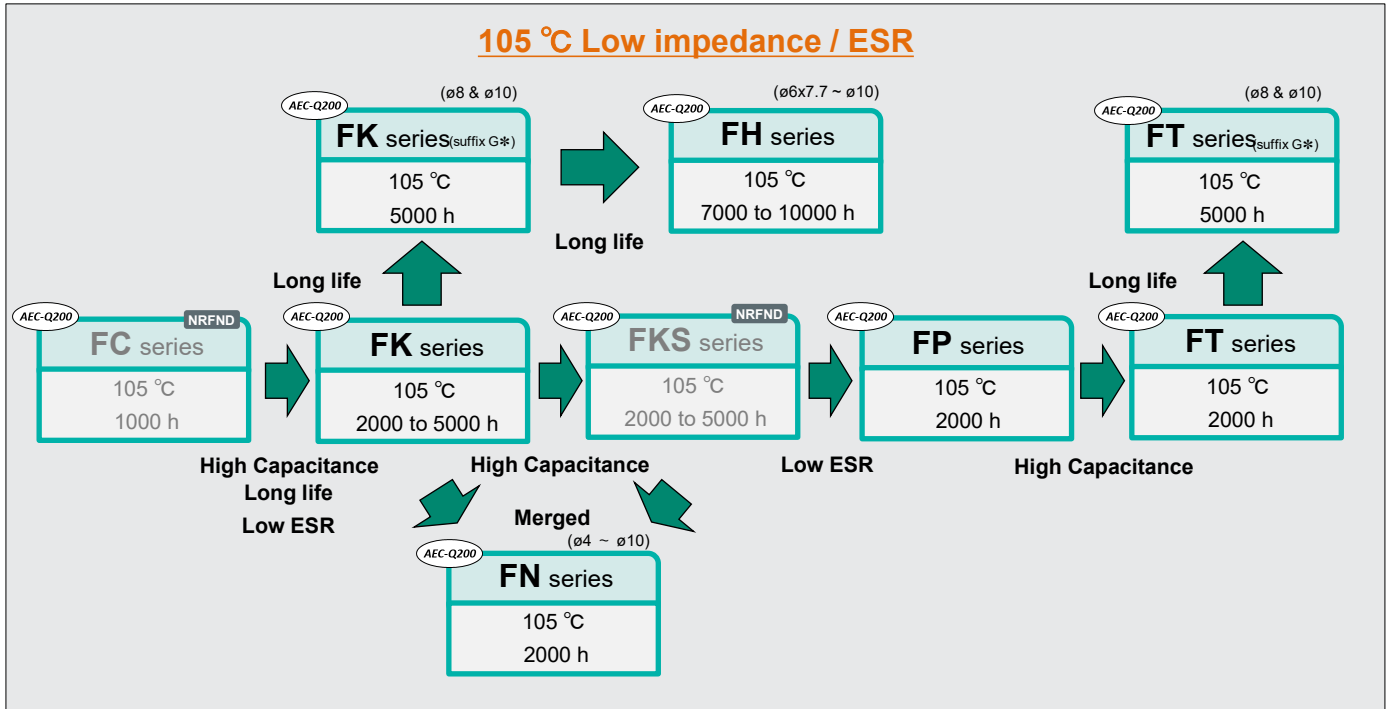 105 ℃ Low impedance / ESR
AEC-Q200
(ø8 & ø10)
FK series(suffix G✻)
105 ℃
5000 h
Long life
AEC-Q200
(ø6x7.7 ~ ø10)
FH series
105 ℃
7000 to 10000 h
AEC-Q200
(ø8 & ø10)
FT series(suffix G✻)
105 ℃
5000 h
Long life
Long life
AEC-Q200
NRFND
FC series
105 ℃
1000 h
High Capacitance
Long life
Low ESR
AEC-Q200
FK series
105 ℃
2000 to 5000 h
High Capacitance
AEC-Q200
NRFND
FKS series
105 ℃
2000 to 5000 h
Low ESR
AEC-Q200
FP series
105 ℃
2000 h
High Capacitance
AEC-Q200
FT series
105 ℃
2000 h
Merged
(ø4 ~ ø10)
AEC-Q200
FN series
105 ℃
2000 h